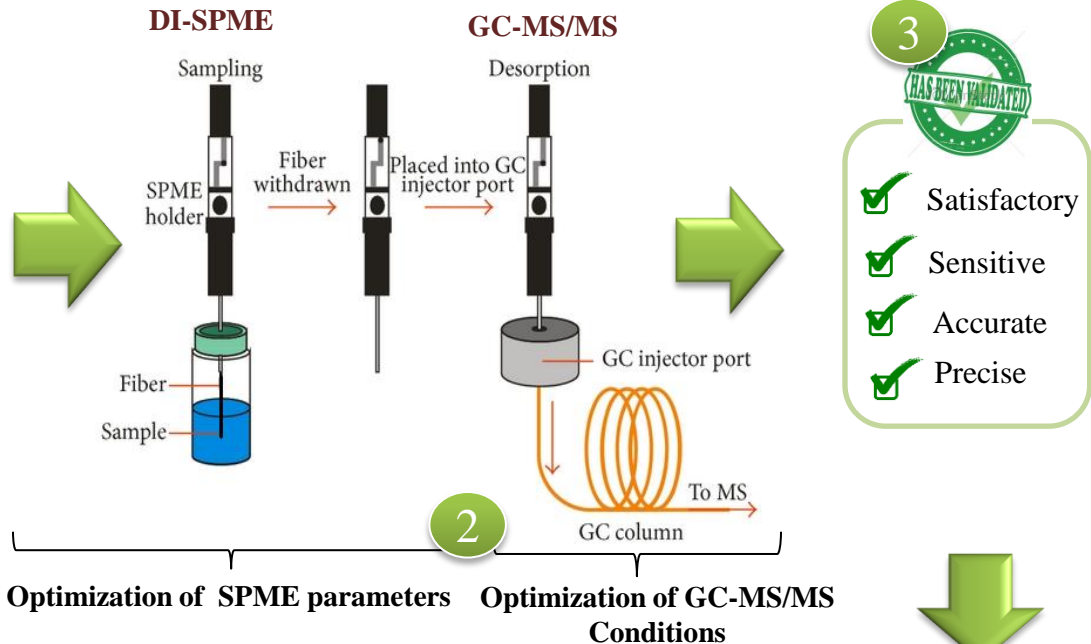 DI-SPME
GC-MS/MS
3
HAS BEEN VALIDATED
Sampling
Desorption
Fiber
withdrawn
Placed into GC
injector port
SPME
holder
Satisfactory
Sensitive
Accurate
Precise
GC injector port
Fiber
Sample
To MS
GC column
2
Optimization of SPME parameters
Optimization of GC-MS/MS
Conditions